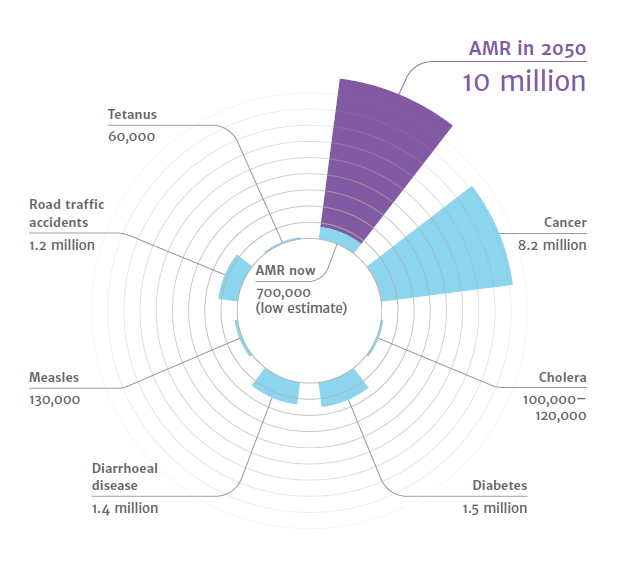 AMR in 2050
10 million
Tetanus
60,000
Road traffic
accidents
1.2 million
Cancer
8.2 million
AMR now
700,000
(low estimate)
Measles
130,000
Cholera
100,000–
120,000
Diarrhoeal
disease
1.4 million
Diabetes
1.5 million